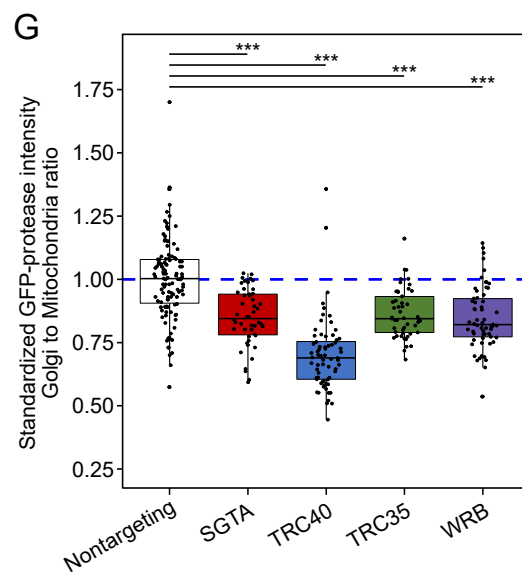 G
Standardized GFP-protease intensity
Golgi to Mitochondria ratio
***
***
***
***
1.75
1.50
1.25
1.00
0.75
0.50
0.25
Nontargeting
SGTA
TRC40
TRC35
WRB